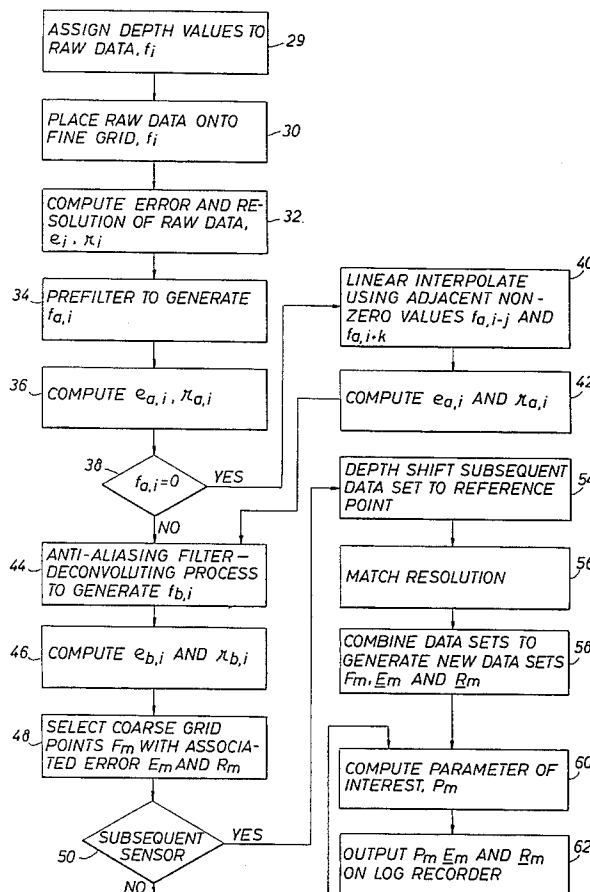 ASSIGN DEPTH VALUES TO
RAW DATA, fi
29
PLACE RAW DATA ONTO
FINE GRID, fi
30
COMPUTE ERROR AND RE-
SOLUTION OF RAW DATA,
ei, ri
32
34
PREFILTER TO GENERATE
fa,i
36
COMPUTE ea,i, ra,i
38
fa,i=0
YES
NO
40
LINEAR INTERPOLATE
USING ADJACENT NON-
ZERO VALUES fa,i-j AND
fa,i+k
42
COMPUTE ea,i AND ra,i
44
ANTI-ALIASING FILTER-
DECONVOLUTING PROCESS
TO GENERATE fb,i
46
COMPUTE eb,i AND rb,i
48
SELECT COARSE GRID
POINTS Fm WITH ASSOCIA-
TED ERROR Em AND Rm
50
SUBSEQUENT
SENSOR
YES
NO
54
DEPTH SHIFT SUBSEQUENT
DATA SET TO REFERENCE
POINT
56
MATCH RESOLUTION
58
COMBINE DATA SETS TO
GENERATE NEW DATA SETS
Fm, Em AND Rm
60
COMPUTE PARAMETER OF
INTEREST, Pm
62
OUTPUT Pm Em AND Rm
ON LOG RECORDER